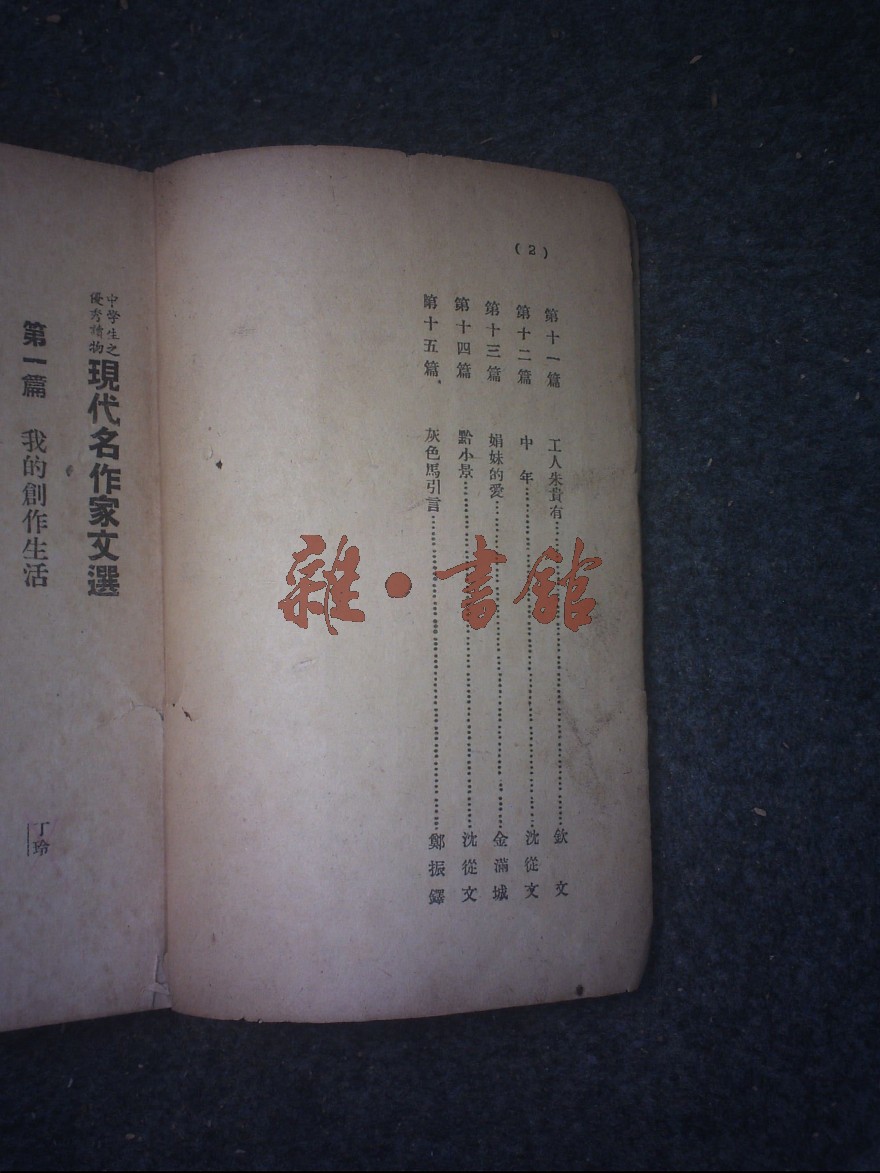 (2)
第十一篇 工人朱貴有……………………欽文
第十二篇 中年……………………沈從文
第十三篇 娟妹的愛……………………金滿城
第十四篇 黔小景……………………沈從文
第十五篇 灰色馬引言……………………鄭振鐸
中學生之
優秀讀物
現代名作家文選
第一篇 我的創作生活
丁玲
雜·書館